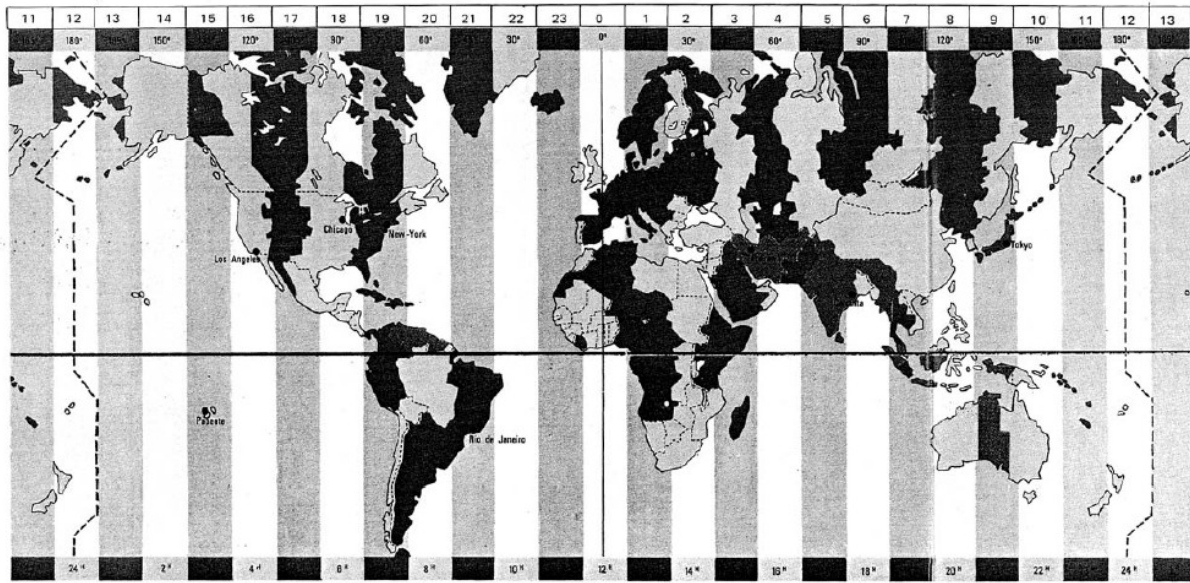 11 12 13 14 15 16 17 18 19 20 21 22 23 0 1 2 3 4 5 6 7 8 9 10 11 12 13
180° 150° 120° 90° 60° 30° 0° 30° 60° 90° 120° 150° 180°
Chicago
New-York
Los Angeles
Tokyo
Papeete
Rio de Janeiro
24 H 2 H 4 H 6 H 8 H 10 H 12 H 14 H 16 H 18 H 20 H 22 H 24 H